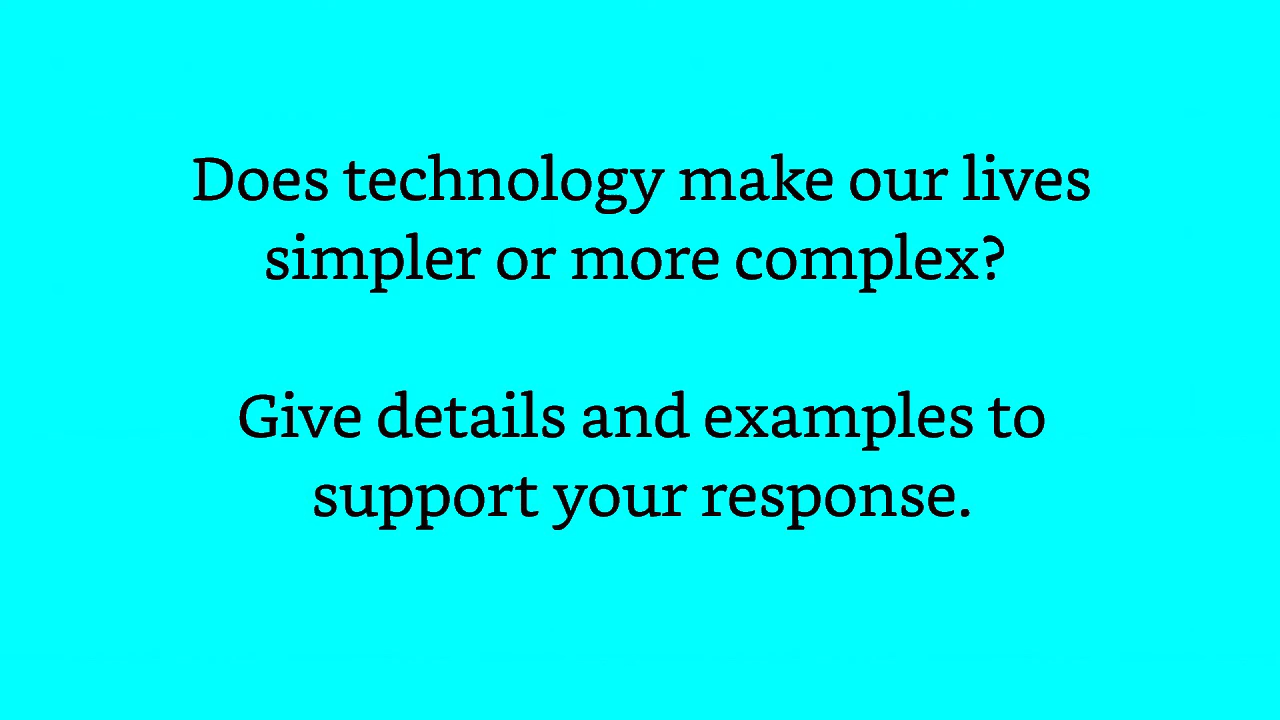 Does technology make our lives
simpler or more complex?
Give details and examples to
support your response.